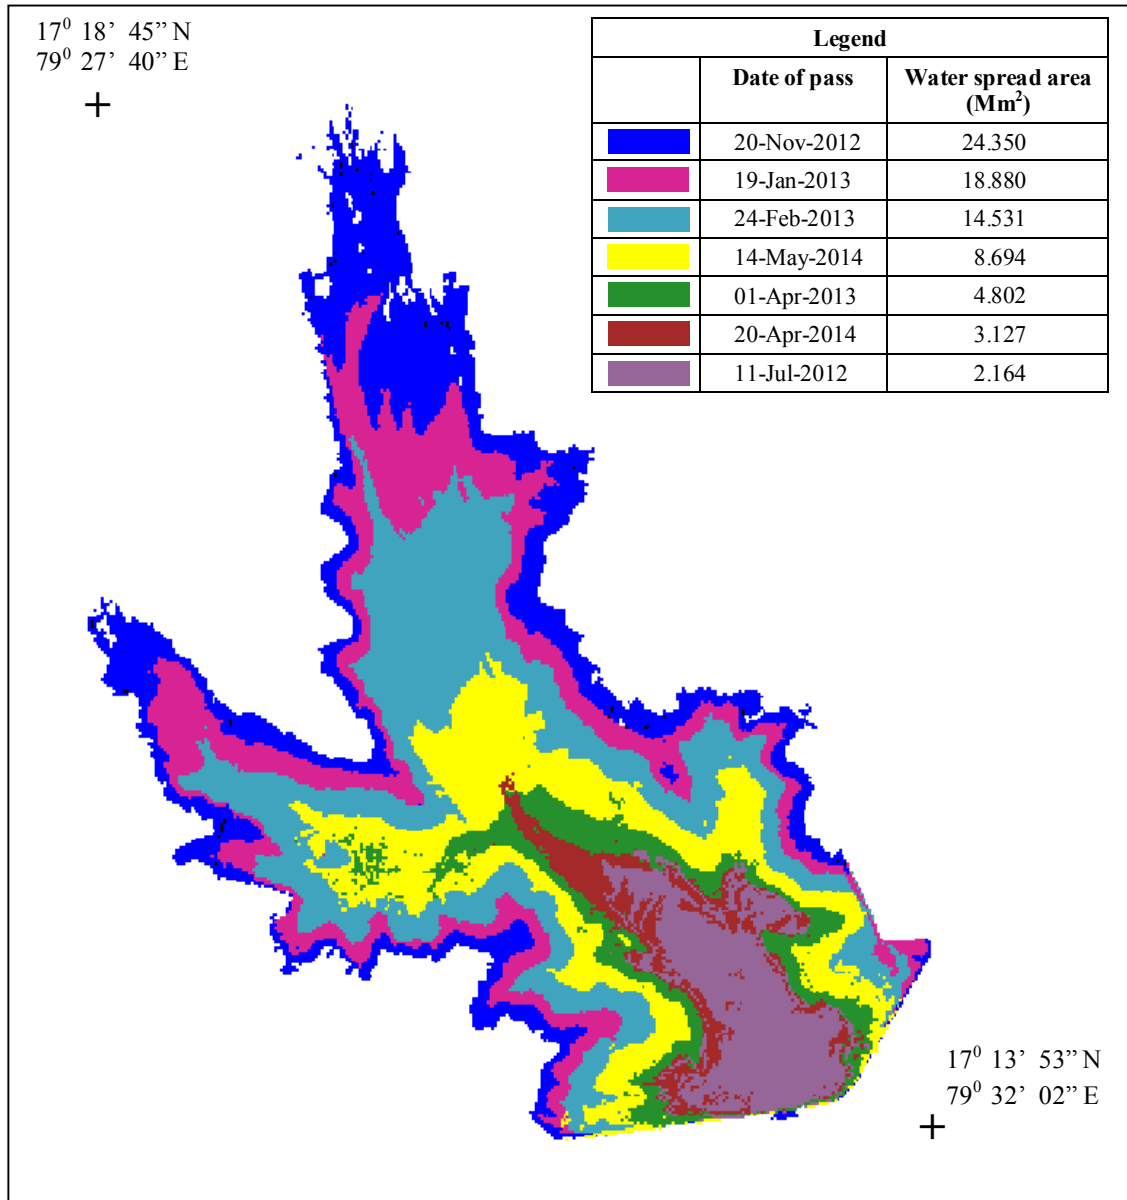 17⁰ 18’ 45” N
79⁰ 27’ 40” E
Legend
Date of pass Water spread area (Mm²)
20-Nov-2012 24.350
19-Jan-2013 18.880
24-Feb-2013 14.531
14-May-2014 8.694
01-Apr-2013 4.802
20-Apr-2014 3.127
11-Jul-2012 2.164
17⁰ 13’ 53” N
79⁰ 32’ 02” E